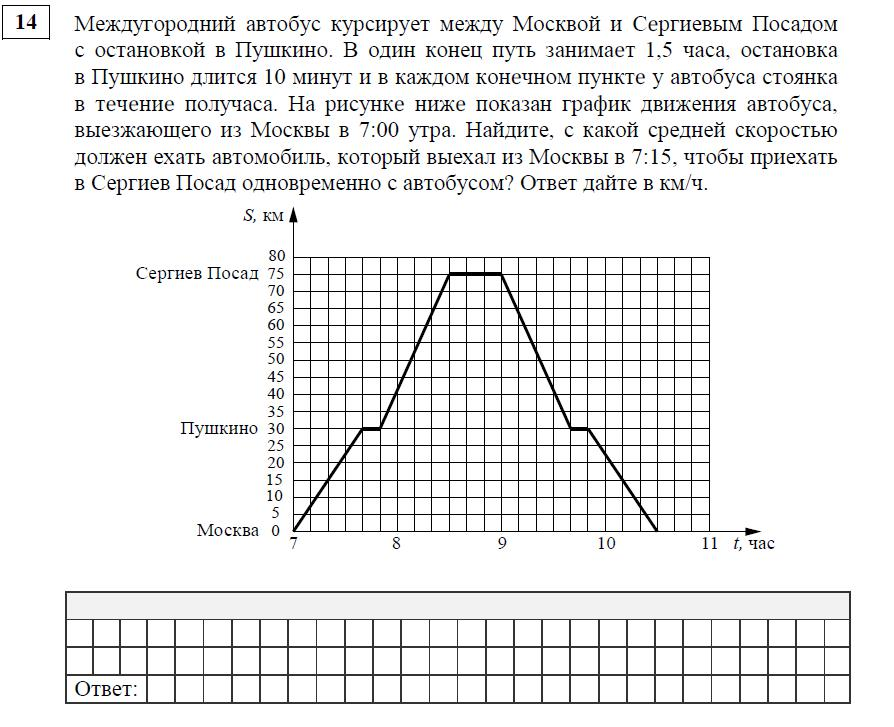 14
Междугородний автобус курсирует между Москвой и Сергиевым Посадом
с остановкой в Пушкино. В один конец путь занимает 1,5 часа, остановка
в Пушкино длится 10 минут и в каждом конечном пункте у автобуса стоянка
в течение получаса. На рисунке ниже показан график движения автобуса,
выезжающего из Москвы в 7:00 утра. Найдите, с какой средней скоростью
должен ехать автомобиль, который выехал из Москвы в 7:15, чтобы приехать
в Сергиев Посад одновременно с автобусом? Ответ дайте в км/ч.
S, км
80
Сергиев Посад 75
70
65
60
55
50
45
40
35
Пушкино 30
25
20
15
10
5
Москва 0
7 8 9 10 11 t, час
Ответ: